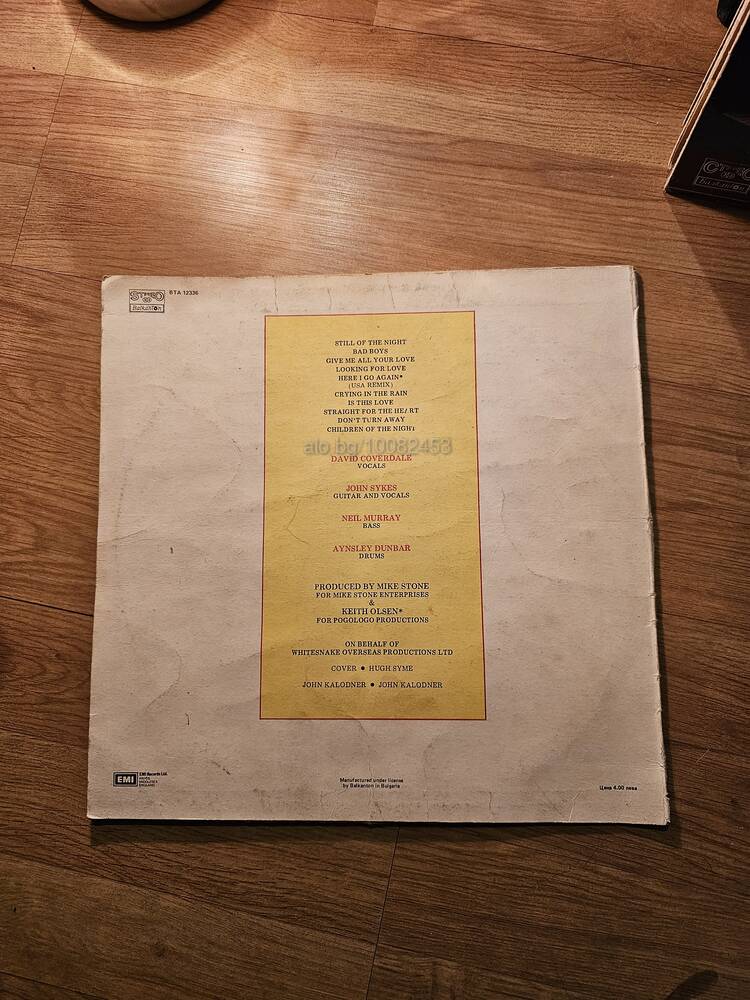 STEREO BTA 12336
Balkanton
STILL OF THE NIGHT
BAD BOYS
GIVE ME ALL YOUR LOVE
LOOKING FOR LOVE
HERE I GO AGAIN*
(USA REMIX)
CRYING IN THE RAIN
IS THIS LOVE
STRAIGHT FOR THE HEART
DON'T TURN AWAY
CHILDREN OF THE NIGHT
alo.bg/10082453
DAVID COVERDALE
VOCALS
JOHN SYKES
GUITAR AND VOCALS
NEIL MURRAY
BASS
AYNSLEY DUNBAR
DRUMS
PRODUCED BY MIKE STONE
FOR MIKE STONE ENTERPRISES
&
KEITH OLSEN*
FOR POGOLOGO PRODUCTIONS
ON BEHALF OF
WHITESNAKE OVERSEAS PRODUCTIONS LTD
COVER ● HUGH SYME
JOHN KALODNER ● JOHN KALODNER
EMI EMI Records Ltd.
ENGLAND
Manufactured under license
by Balkanton in Bulgaria
Цена 4.00 лева
Balkanton